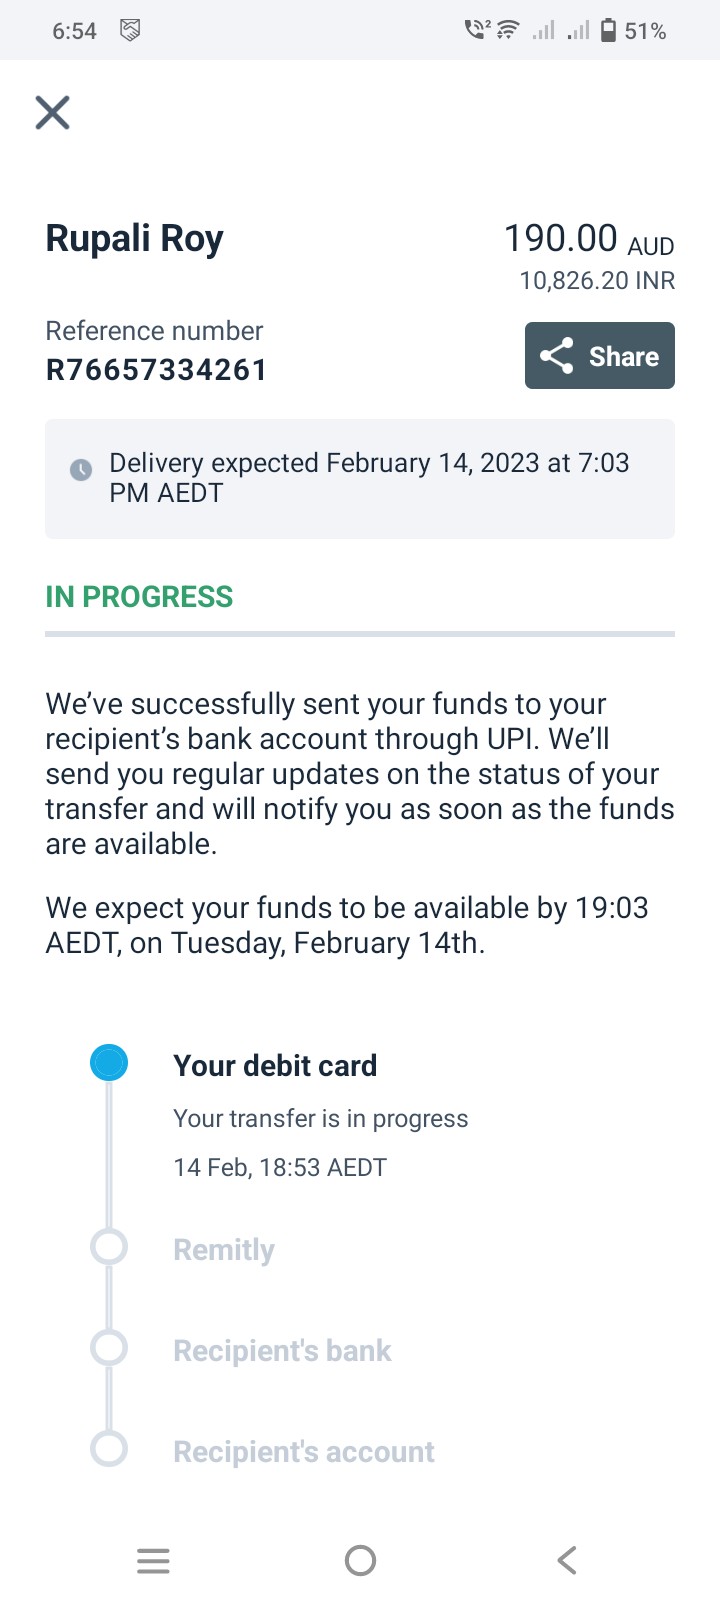 6:54
2
51%
Rupali Roy
190.00 AUD
10,826.20 INR
Reference number
R76657334261
Share
Delivery expected February 14, 2023 at 7:03
PM AEDT
IN PROGRESS
We’ve successfully sent your funds to your
recipient’s bank account through UPI. We’ll
send you regular updates on the status of your
transfer and will notify you as soon as the funds
are available.
We expect your funds to be available by 19:03
AEDT, on Tuesday, February 14th.
Your debit card
Your transfer is in progress
14 Feb, 18:53 AEDT
Remitly
Recipient's bank
Recipient's account